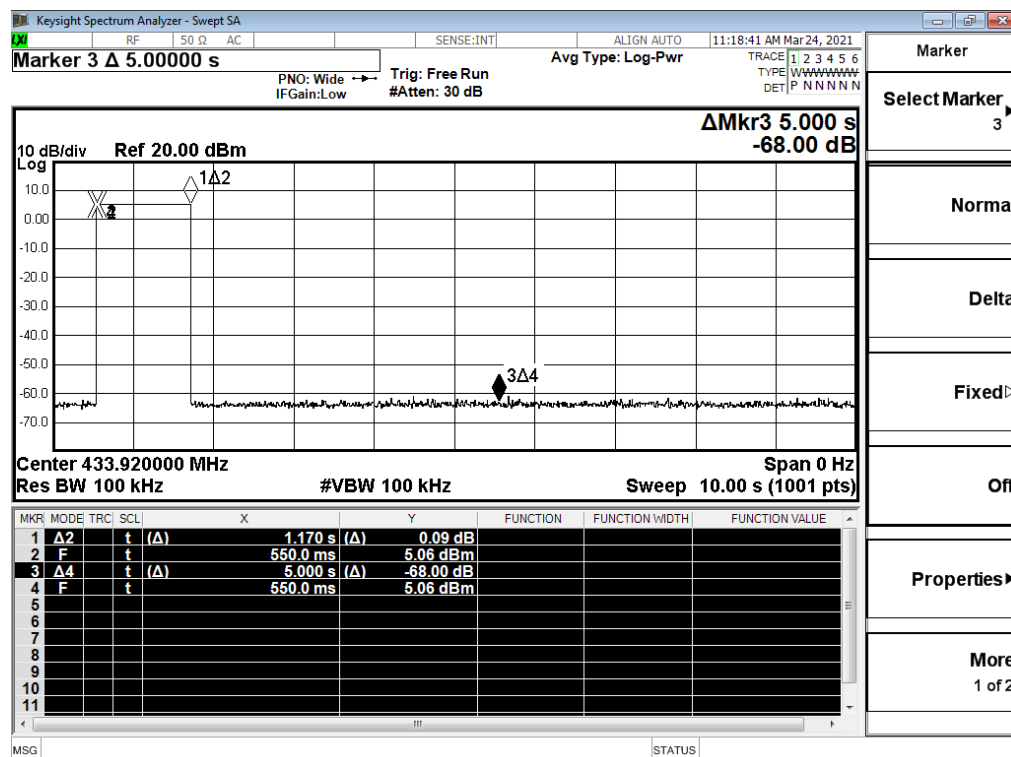 Keysight Spectrum Analyzer - Swept SA
LXI RF 50 Ω AC SENSE:INT ALIGN AUTO 11:18:41 AM Mar 24, 2021
Marker 3 Δ 5.00000 s
PNO: Wide
IFGain:Low
Trig: Free Run
#Atten: 30 dB
Avg Type: Log-Pwr
TRACE 1 2 3 4 5 6
TYPE WWWWWW
DET P N N N N N
ΔMkr3 5.000 s
-68.00 dB
10 dB/div Ref 20.00 dBm
Log
10.0
0.00
-10.0
-20.0
-30.0
-40.0
-50.0
-60.0
-70.0
1Δ2
3Δ4
Center 433.920000 MHz Span 0 Hz
Res BW 100 kHz #VBW 100 kHz Sweep 10.00 s (1001 pts)
MKR MODE TRC SCL X Y FUNCTION FUNCTION WIDTH FUNCTION VALUE
1 Δ2 t (Δ) 1.170 s (Δ) 0.09 dB
2 F t 550.0 ms 5.06 dBm
3 Δ4 t (Δ) 5.000 s (Δ) -68.00 dB
4 F t 550.0 ms 5.06 dBm
5
6
7
8
9
10
11
MSG STATUS
Marker
Select Marker
3
Norma
Delta
Fixed
Off
Properties
More
1 of 2